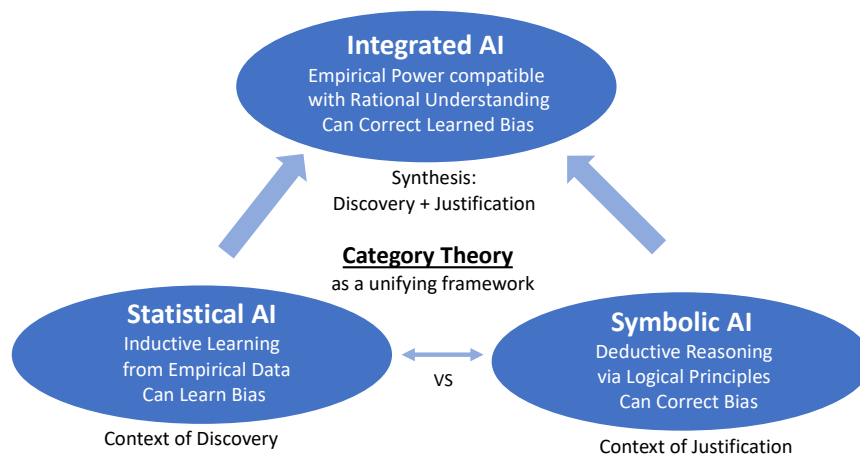 Integrated AI
Empirical Power compatible
with Rational Understanding
Can Correct Learned Bias
Synthesis:
Discovery + Justification
Category Theory
as a unifying framework
Statistical AI
Inductive Learning
from Empirical Data
Can Learn Bias
Context of Discovery
VS
Symbolic AI
Deductive Reasoning
via Logical Principles
Can Correct Bias
Context of Justification